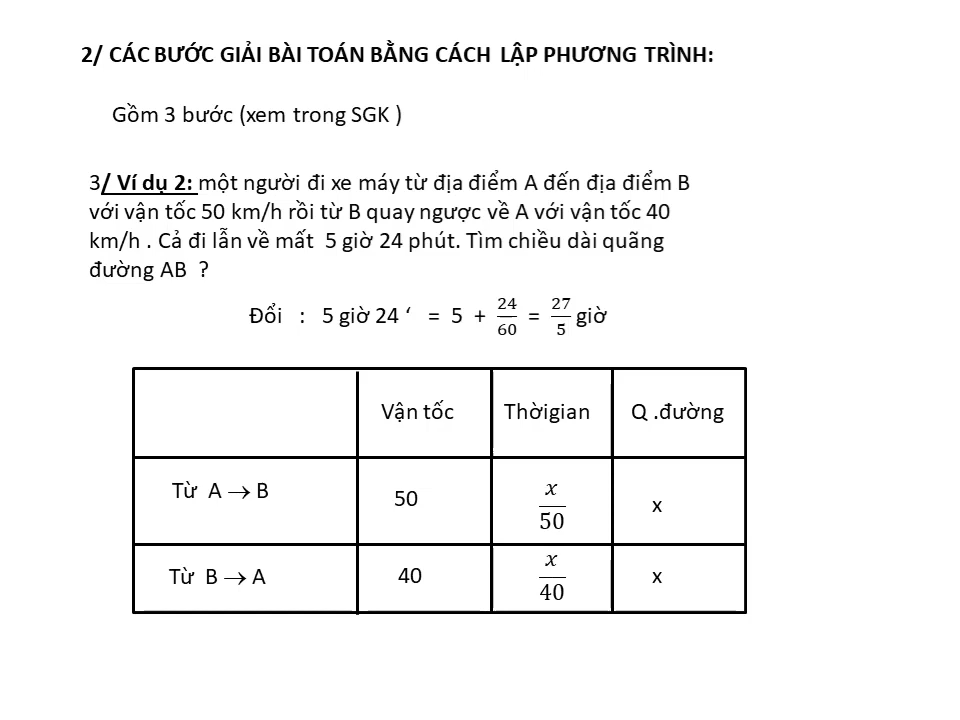 2/ CÁC BƯỚC GIẢI BÀI TOÁN BẰNG CÁCH LẬP PHƯƠNG TRÌNH:
Gồm 3 bước (xem trong SGK )
3/ Ví dụ 2: một người đi xe máy từ địa điểm A đến địa điểm B
với vận tốc 50 km/h rồi từ B quay ngược về A với vận tốc 40
km/h . Cả đi lẫn về mất 5 giờ 24 phút. Tìm chiều dài quãng
đường AB ?
Đổi : 5 giờ 24 ‘ = 5 + 24/60 = 27/5 giờ
Vận tốc Thờigian Q .đường
Từ A → B 50 x/50 x
Từ B → A 40 x/40 x